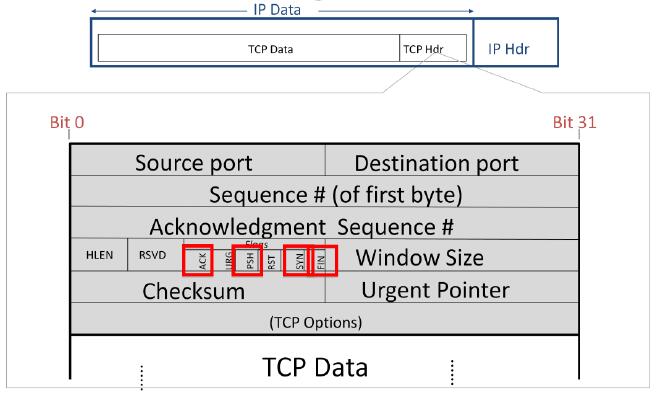 IP Data
TCP Data TCP Hdr IP Hdr
Bit 0 Bit 31
Source port Destination port
Sequence # (of first byte)
Acknowledgment Sequence #
Flags
HLEN RSVD ACK URG PSH RST SYN FIN Window Size
Checksum Urgent Pointer
(TCP Options)
TCP Data